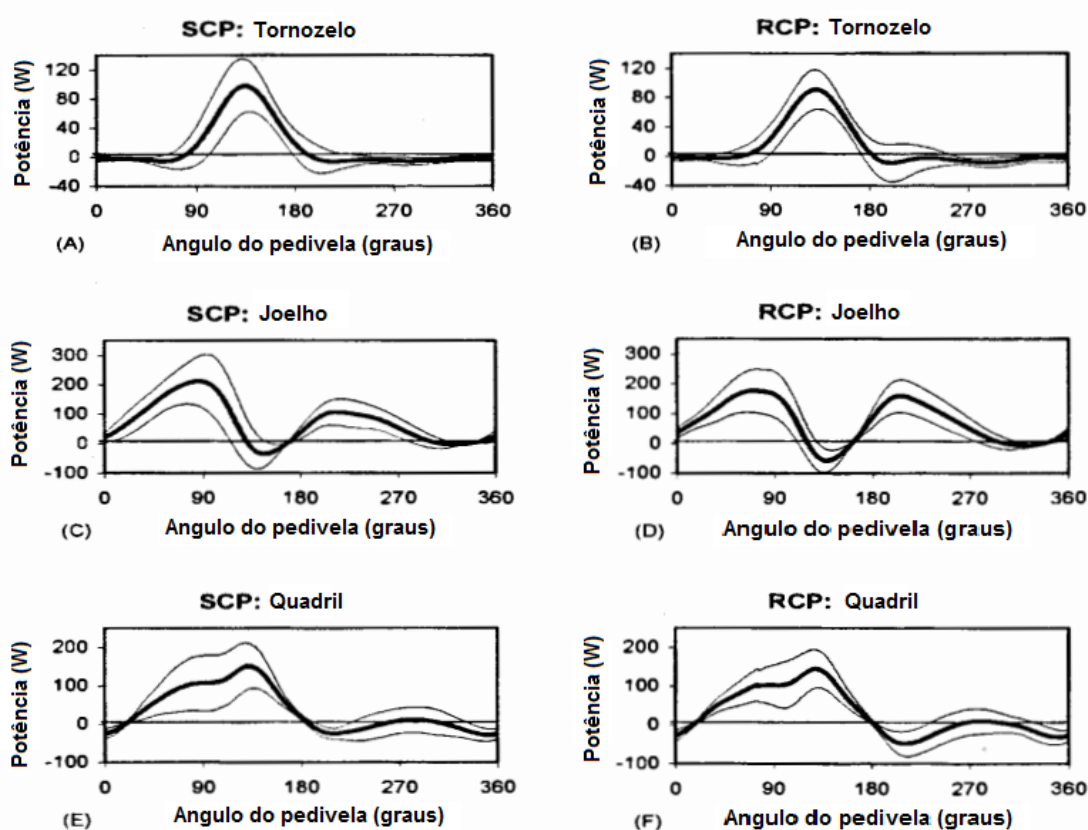 SCP: Tornozelo
Potência (W)
120
80
40
0
-40
0 90 180 270 360
(A) Angulo do pedivela (graus)
RCP: Tornozelo
Potência (W)
120
80
40
0
-40
0 90 180 270 360
(B) Angulo do pedivela (graus)
SCP: Joelho
Potência (W)
300
200
100
0
-100
0 90 180 270 360
(C) Angulo do pedivela (graus)
RCP: Joelho
Potência (W)
300
200
100
0
-100
0 90 180 270 360
(D) Angulo do pedivela (graus)
SCP: Quadril
Potência (W)
200
100
0
-100
0 90 180 270 360
(E) Angulo do pedivela (graus)
RCP: Quadril
Potência (W)
200
100
0
-100
0 90 180 270 360
(F) Angulo do pedivela (graus)